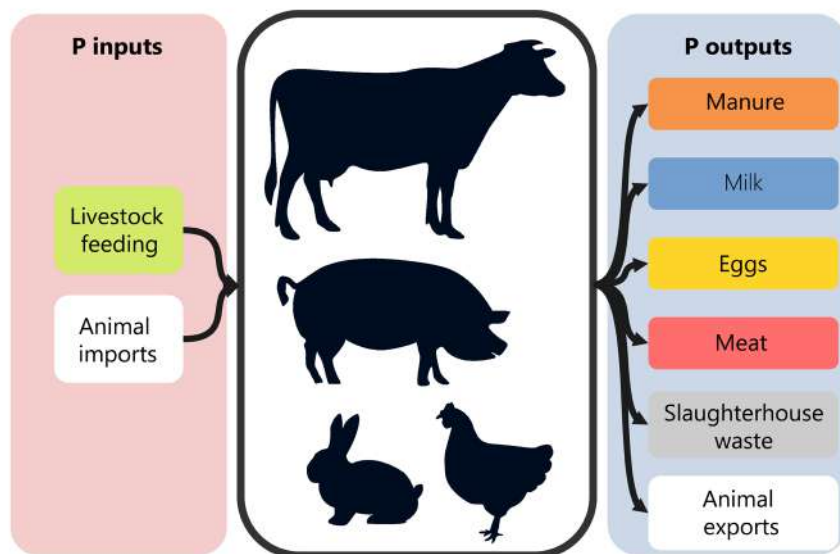 P inputs
Livestock
feeding
Animal
imports
P outputs
Manure
Milk
Eggs
Meat
Slaughterhouse
waste
Animal
exports